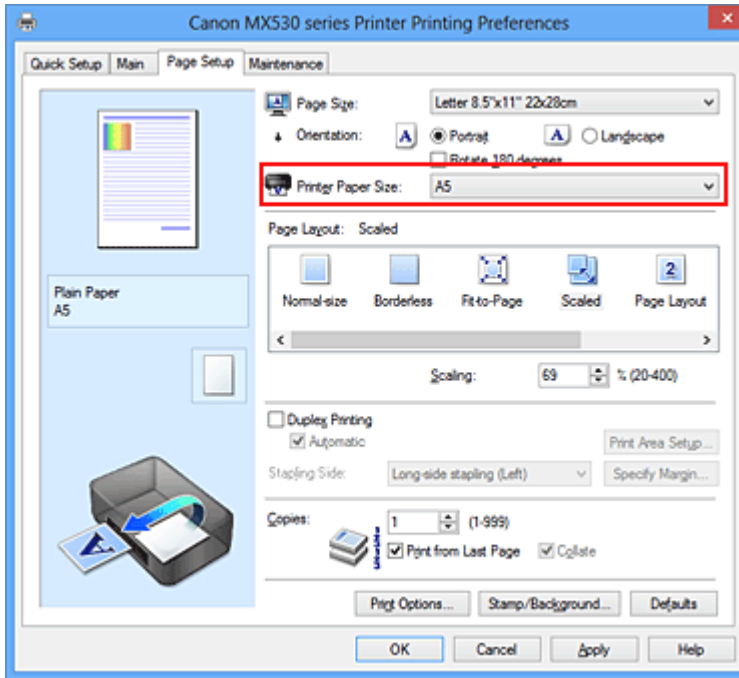 Canon MX530 series Printer Printing Preferences
Quick Setup Main Page Setup Maintenance
Page Size: Letter 8.5"x11" 22x28cm
Orientation: A Portrait A Landscape
Rotate 180 degrees
Printer Paper Size: A5
Page Layout: Scaled
Normal-size Borderless Fit-to-Page Scaled 2 Page Layout
Plain Paper
A5
Scaling: 69 % (20-400)
Duplex Printing
Automatic Print Area Setup...
Stapling Side: Long-side stapling (Left) Specify Margin...
Copies: 1 (1-999)
Print from Last Page Collate
A
Print Options... Stamp/Background... Defaults
OK Cancel Apply Help